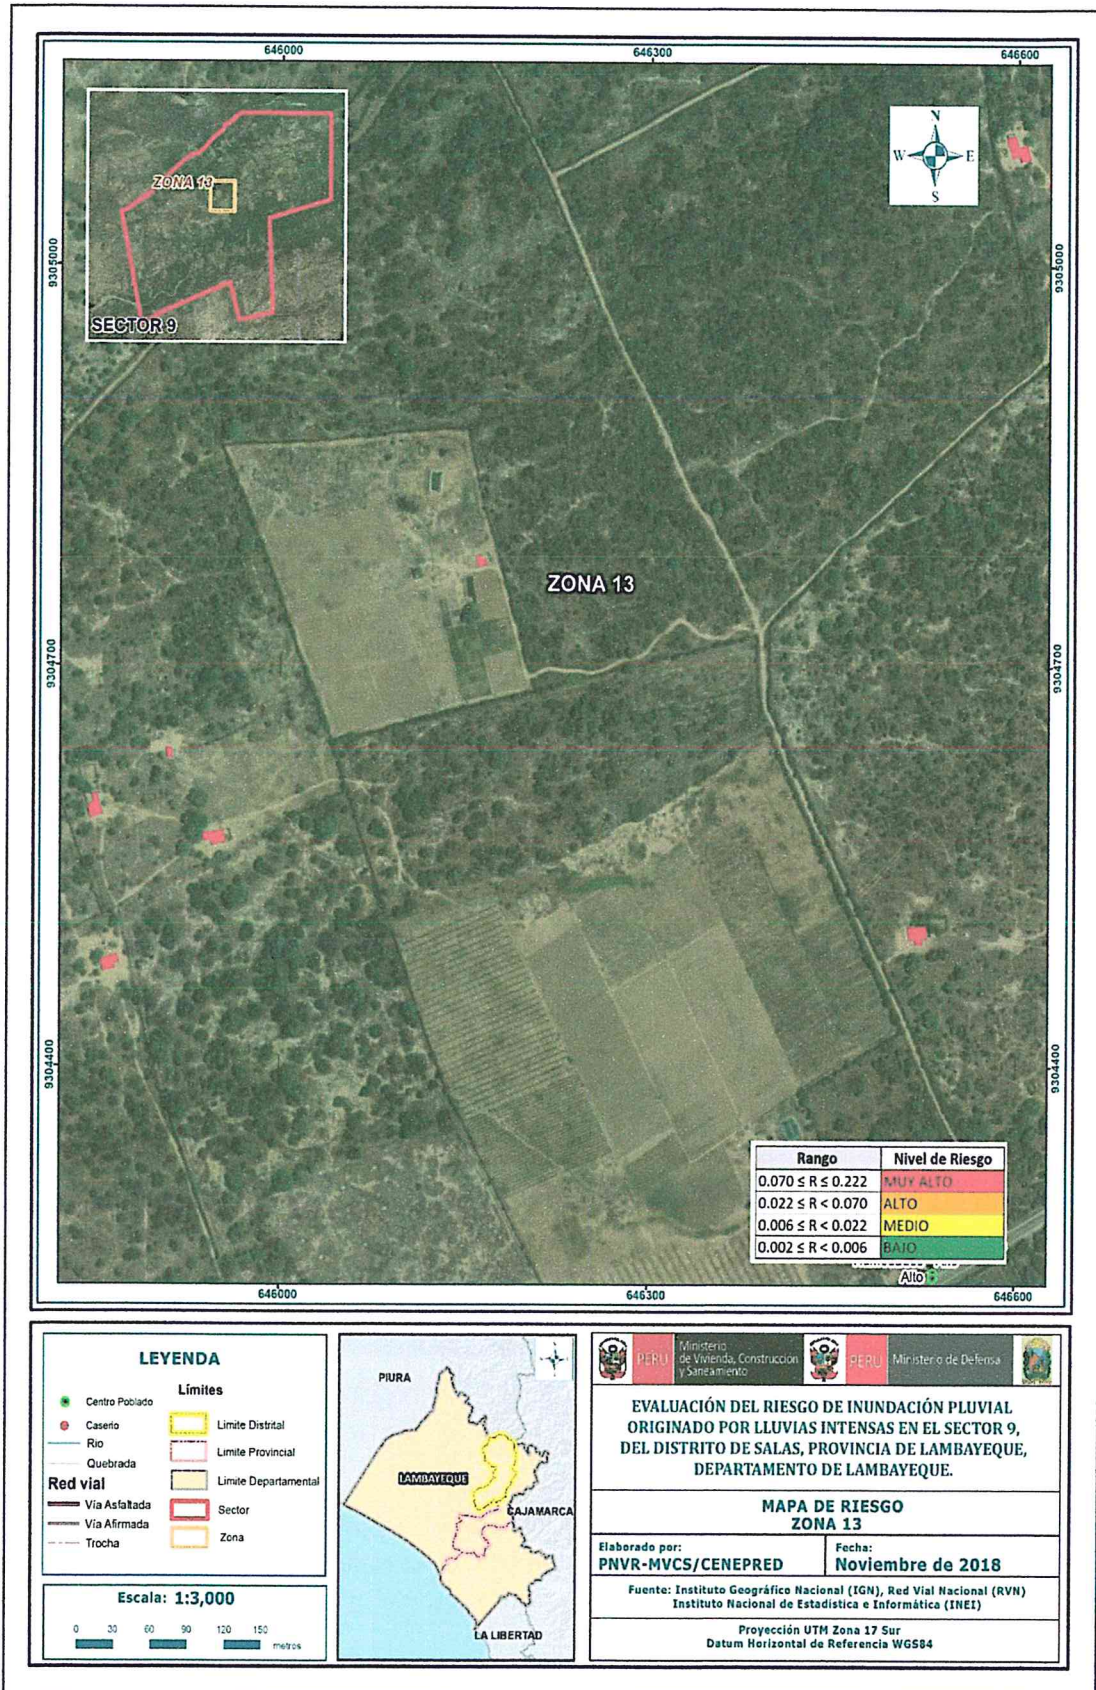 646000
646300
646600
N
W
E
S
ZONA 13
SECTOR 9
9305000
9305000
ZONA 13
9304700
9304700
9304400
9304400
Rango
Nivel de Riesgo
0.070 ≤ R ≤ 0.222
MUY ALTO
0.022 ≤ R < 0.070
ALTO
0.006 ≤ R < 0.022
MEDIO
0.002 ≤ R < 0.006
BAJO
Alto
646000
646300
646600
LEYENDA
Centro Poblado
Caserio
Rio
Quebrada
Red vial
Vía Asfaltada
Vía Afirmada
Trocha
Límites
Limite Distrital
Limite Provincial
Limite Departamental
Sector
Zona
Escala: 1:3,000
0 30 60 90 120 150
metros
PIURA
LAMBAYEQUE
CAJAMARCA
LA LIBERTAD
PERÚ
Ministerio
de Vivienda, Construcción
y Saneamiento
PERÚ
Ministerio de Defensa
EVALUACIÓN DEL RIESGO DE INUNDACIÓN PLUVIAL
ORIGINADO POR LLUVIAS INTENSAS EN EL SECTOR 9,
DEL DISTRITO DE SALAS, PROVINCIA DE LAMBAYEQUE,
DEPARTAMENTO DE LAMBAYEQUE.
MAPA DE RIESGO
ZONA 13
Elaborado por:
PNVR-MVCS/CENEPRED
Fecha:
Noviembre de 2018
Fuente: Instituto Geográfico Nacional (IGN), Red Vial Nacional (RVN)
Instituto Nacional de Estadística e Informática (INEI)
Proyección UTM Zona 17 Sur
Datum Horizontal de Referencia WGS84